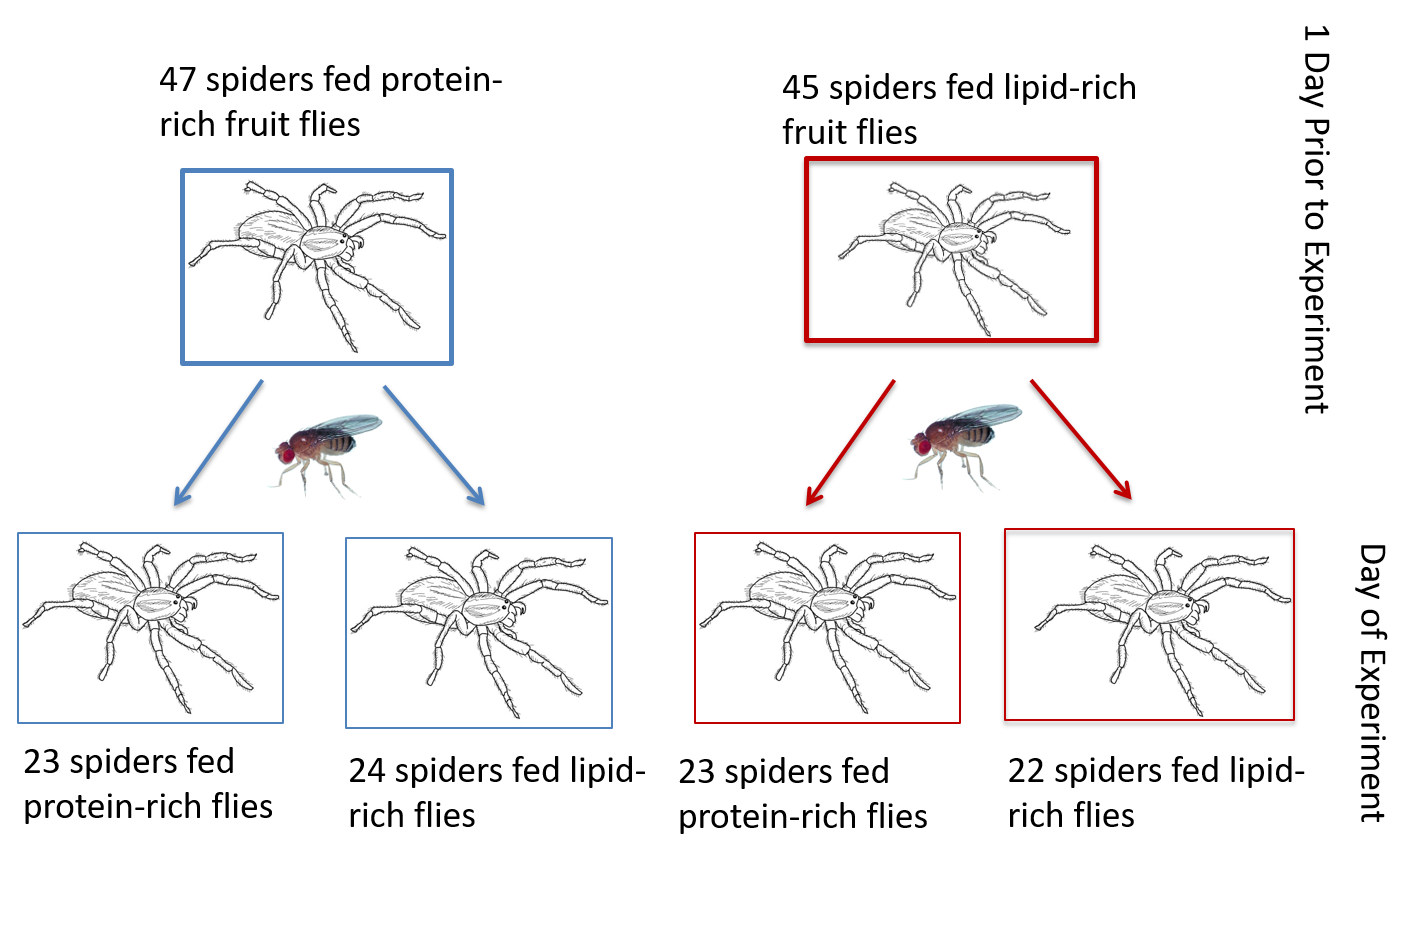 47 spiders fed protein-
rich fruit flies
45 spiders fed lipid-rich
fruit flies
1 Day Prior to Experiment
23 spiders fed
protein-rich flies
24 spiders fed lipid-
rich flies
23 spiders fed
protein-rich flies
22 spiders fed lipid-
rich flies
Day of Experiment